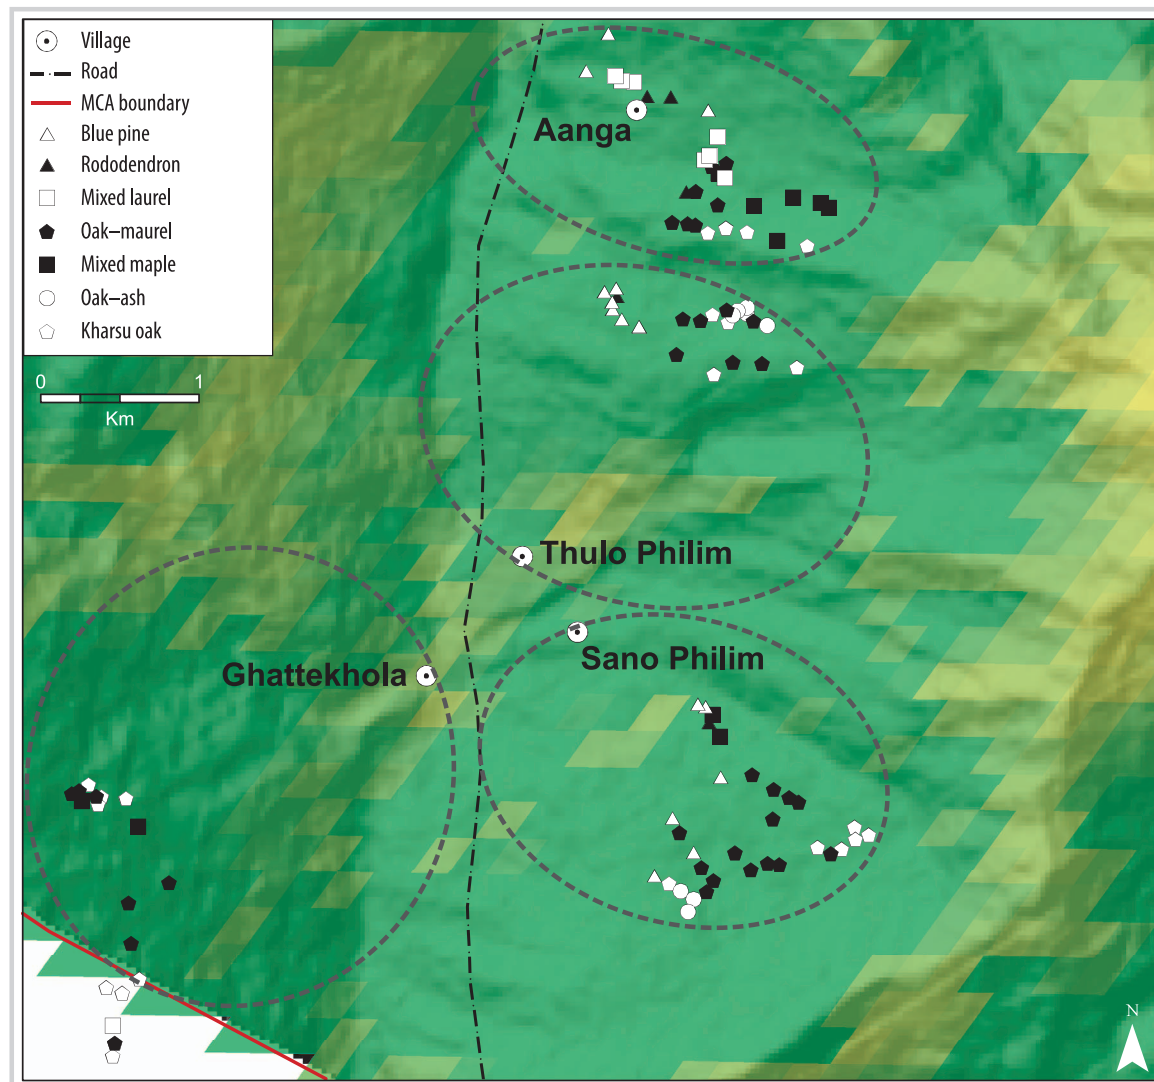 Village
Road
MCA boundary
Blue pine
Rododendron
Mixed laurel
Oak–maurel
Mixed maple
Oak–ash
Kharsu oak
0 1
Km
Aanga
Thulo Philim
Sano Philim
Ghattekhola
N